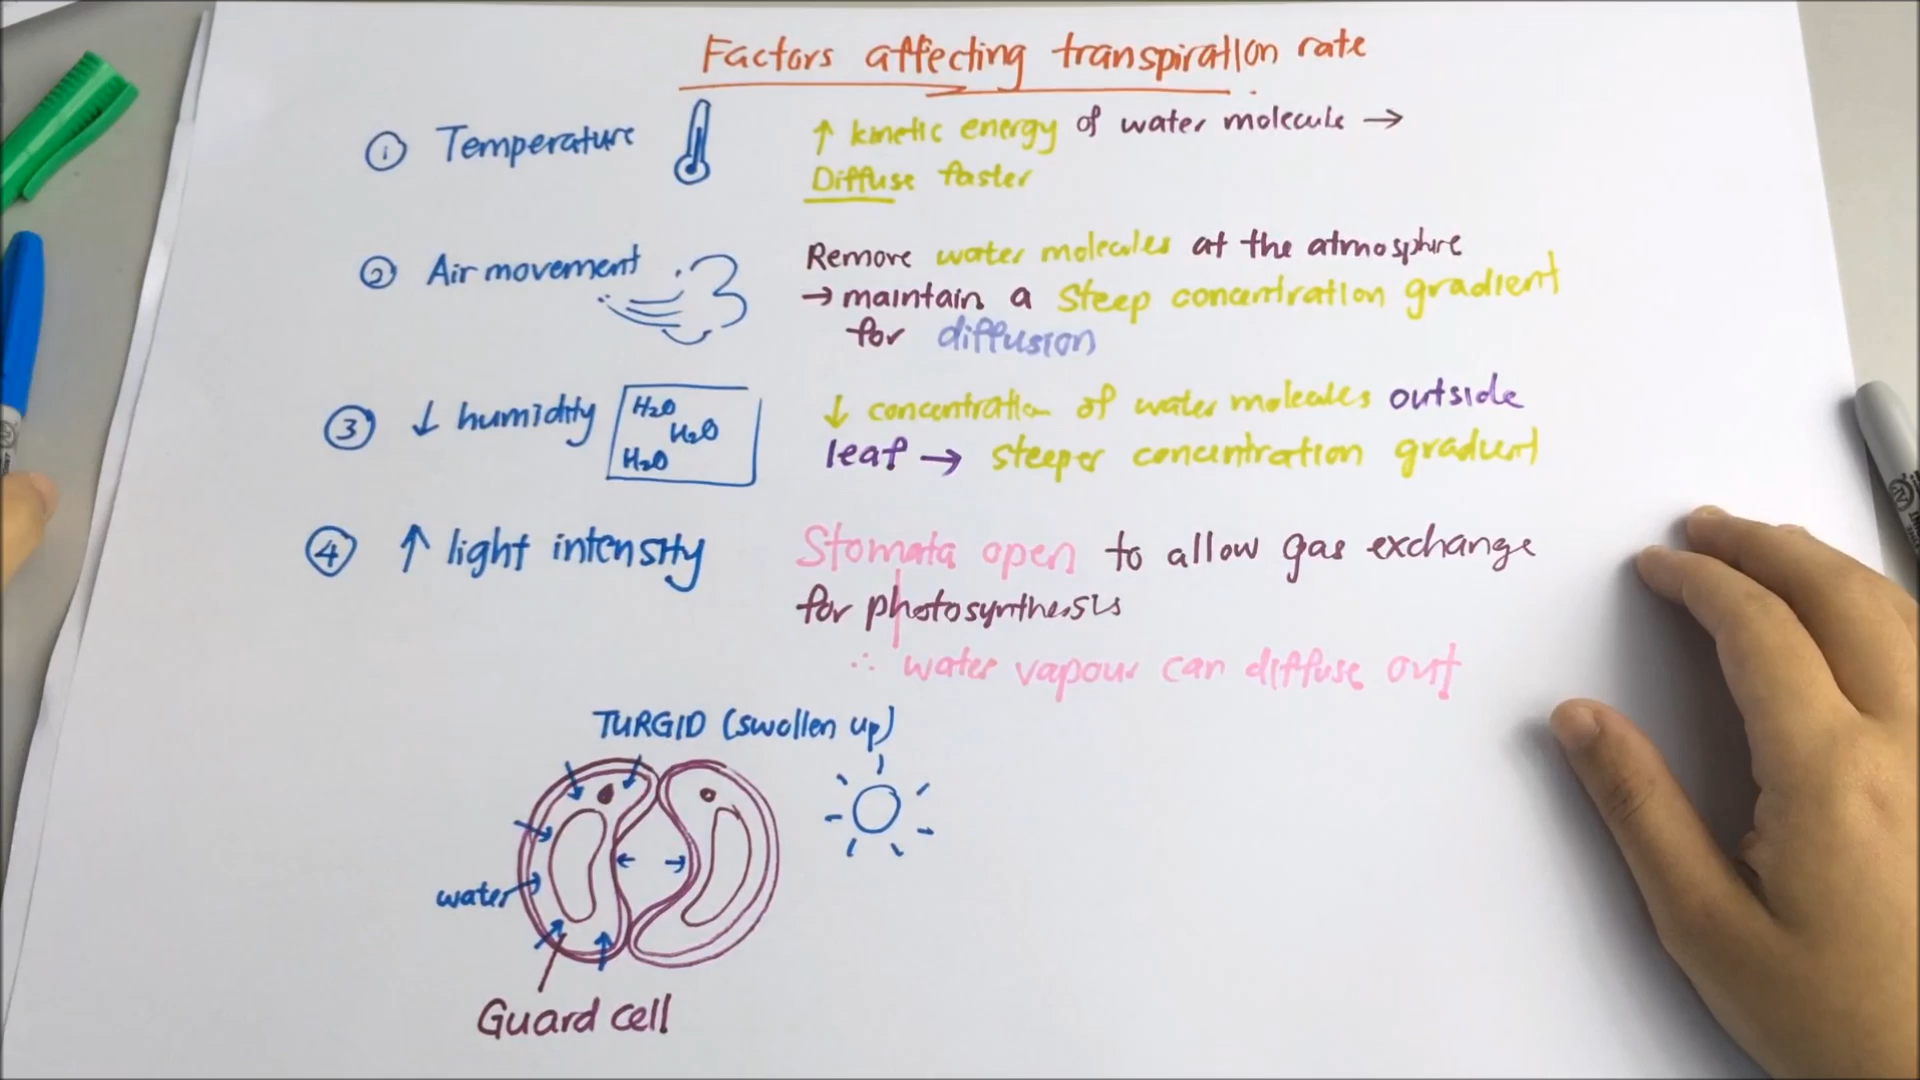 Factors affecting transpiration rate
① Temperature
↑ kinetic energy of water molecule →
Diffuse faster
② Air movement
Remove water molecules at the atmosphere
→ maintain a steep concentration gradient
for diffusion
③ ↓ humidity
H₂O
H₂O
H₂O
↓ concentration of water molecules outside
leaf → steeper concentration gradient
④ ↑ light intensity
Stomata open to allow gas exchange
for photosynthesis
∴ water vapour can diffuse out
TURGID (swollen up)
water
Guard cell